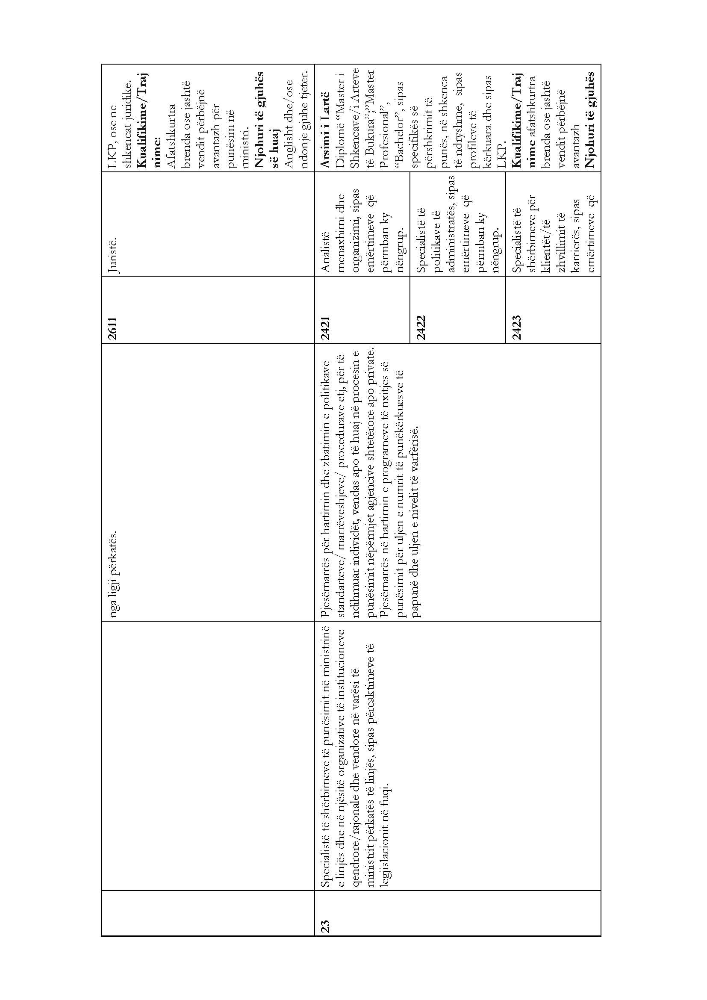 nga ligji përkatës.
2611
Juristë.
LKP, ose ne
shkencat juridike.
Kualifikime/Traj
nime:
Afatshkurtra
brenda ose jashtë
vendit përbëjnë
avantazh për
punësim në
ministri.
Njohuri të gjuhës
së huaj
Anglisht dhe/ose
ndonje gjuhe tjeter.
23
Specialistë të shërbimeve të punësimit në ministrinë
e linjës dhe në njësitë organizative të institucioneve
qendrore/rajonale dhe vendore në varësi të
ministrit përkatës të linjës, sipas përcaktimeve të
legjislacionit në fuqi.
Pjesëmarrës për hartimin dhe zbatimin e politikave
standarteve/ marrëveshjeve/ procedurave etj, për të
ndihmuar individët, vendas apo të huaj në procesin e
punësimit nëpërmjet agjencive shtetërore apo private.
Pjesëmarrës në hartimin e programeve të nxitjes së
punësimit për uljen e numrit të punëkërkuesve të
papunë dhe uljen e nivelit të varfërisë.
2421
Analistë
menaxhimi dhe
organizimi, sipas
emërtimeve që
përmban ky
nëngrup.
2422
Specialistë të
politikave të
administratës, sipas
emërtimeve që
përmban ky
nëngrup.
2423
Specialistë të
shërbimeve për
klientët/të
zhvillimit të
karrierës, sipas
emërtimeve që
Arsimi i Lartë
Diplomë “Master i
Shkencave/i Arteve
të Bukura”;”Master
Profesional”,
“Bachelor”, sipas
specifikës së
përshkrimit të
punës, në shkenca
të ndryshme, sipas
profileve të
kërkuara dhe sipas
LKP.
Kualifikime/Traj
nime afatshkurtra
brenda ose jashtë
vendit përbëjnë
avantazh
Njohuri të gjuhës